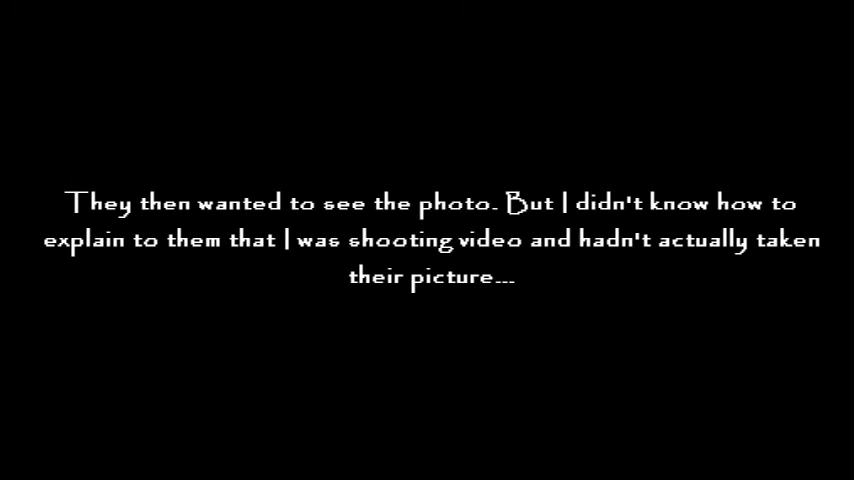 They then wanted to see the photo. But I didn't know how to
explain to them that I was shooting video and hadn't actually taken
their picture...